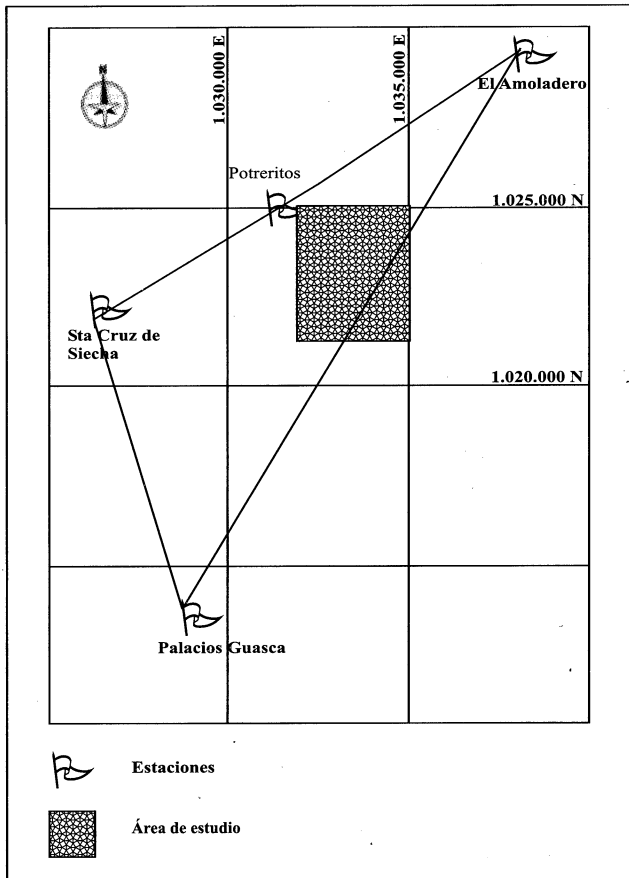 N
1.030.000 E
1.035.000 E
El Amoladero
Potreritos
1.025.000 N
Sta Cruz de
Siecha
1.020.000 N
Palacios Guasca
Estaciones
Área de estudio